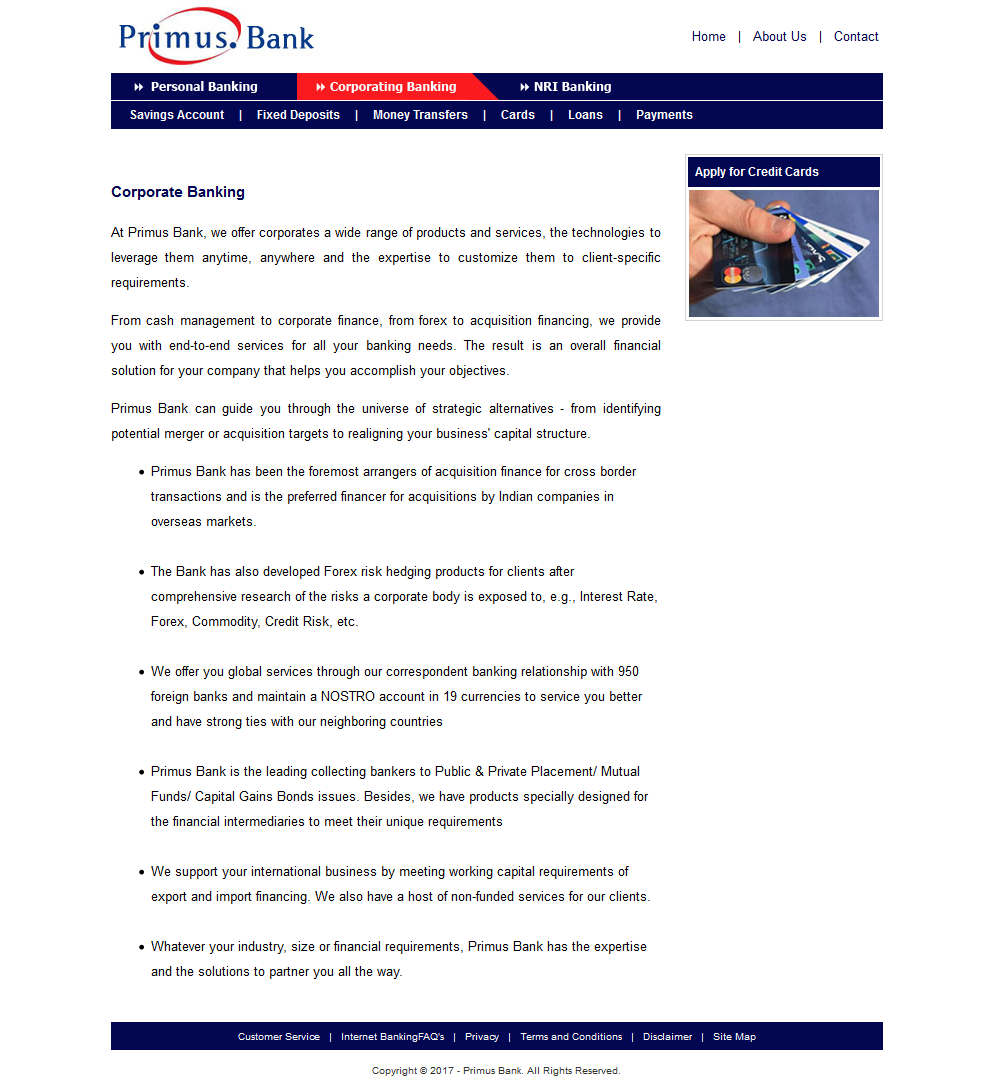 Primus. Bank
Home | About Us | Contact
Personal Banking Corporating Banking NRI Banking
Savings Account | Fixed Deposits | Money Transfers | Cards | Loans | Payments
Apply for Credit Cards
Corporate Banking
At Primus Bank, we offer corporates a wide range of products and services, the technologies to
leverage them anytime, anywhere and the expertise to customize them to client-specific
requirements.
From cash management to corporate finance, from forex to acquisition financing, we provide
you with end-to-end services for all your banking needs. The result is an overall financial
solution for your company that helps you accomplish your objectives.
Primus Bank can guide you through the universe of strategic alternatives - from identifying
potential merger or acquisition targets to realigning your business' capital structure.
• Primus Bank has been the foremost arrangers of acquisition finance for cross border
transactions and is the preferred financer for acquisitions by Indian companies in
overseas markets.
• The Bank has also developed Forex risk hedging products for clients after
comprehensive research of the risks a corporate body is exposed to, e.g., Interest Rate,
Forex, Commodity, Credit Risk, etc.
• We offer you global services through our correspondent banking relationship with 950
foreign banks and maintain a NOSTRO account in 19 currencies to service you better
and have strong ties with our neighboring countries
• Primus Bank is the leading collecting bankers to Public & Private Placement/ Mutual
Funds/ Capital Gains Bonds issues. Besides, we have products specially designed for
the financial intermediaries to meet their unique requirements
• We support your international business by meeting working capital requirements of
export and import financing. We also have a host of non-funded services for our clients.
• Whatever your industry, size or financial requirements, Primus Bank has the expertise
and the solutions to partner you all the way.
Customer Service | Internet BankingFAQ's | Privacy | Terms and Conditions | Disclaimer | Site Map
Copyright © 2017 - Primus Bank. All Rights Reserved.